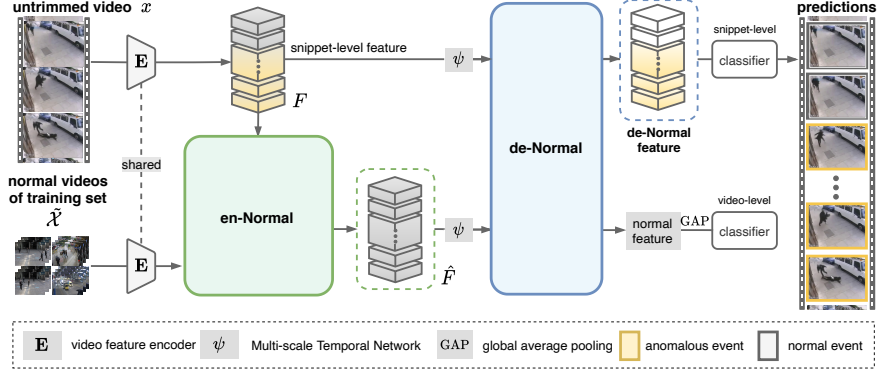 untrimmed video x
E
snippet-level feature
ψ
F
snippet-level
classifier
predictions
de-Normal
feature
de-Normal
shared
normal videos
of training set
X̃
en-Normal
E
F̂
ψ
normal
feature
GAP
video-level
classifier
E video feature encoder
ψ Multi-scale Temporal Network
GAP global average pooling
anomalous event
normal event